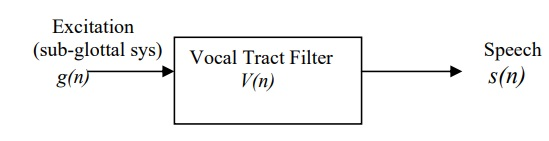 Excitation
(sub-glottal sys)
g(n)
Vocal Tract Filter
V(n)
Speech
s(n)